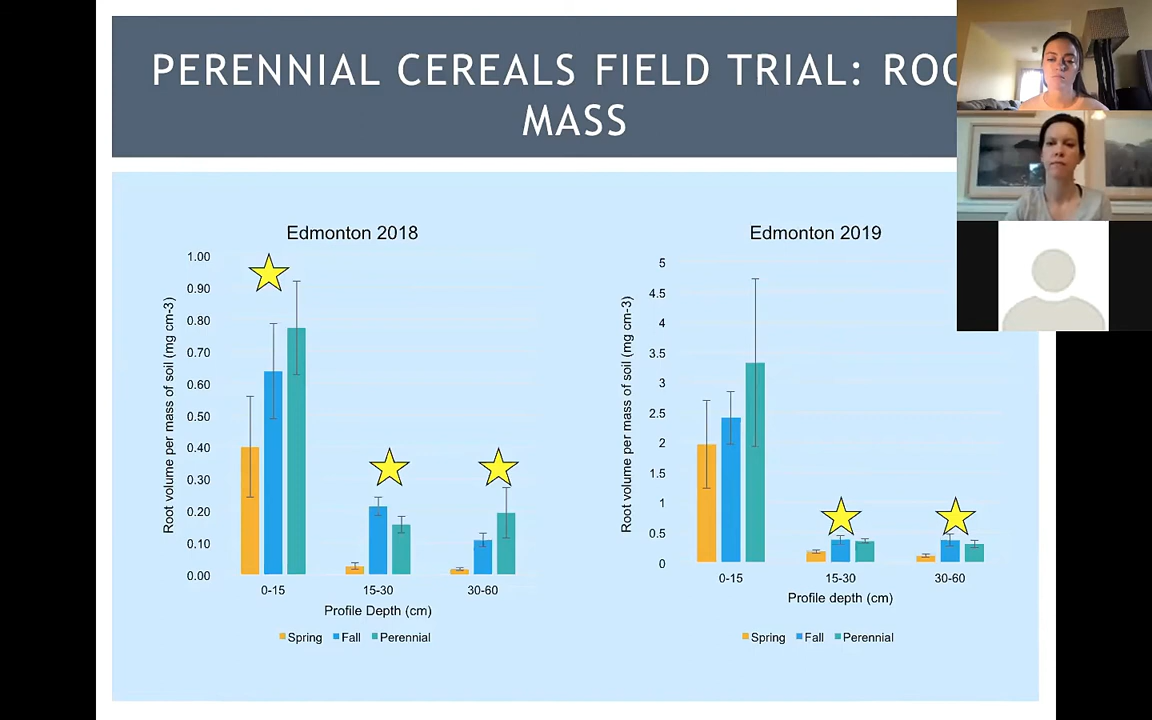 PERENNIAL CEREALS FIELD TRIAL:
MASS
Edmonton 2018
1.00
0.90
0.80
0.70
0.60
0.50
0.40
0.30
0.20
0.10
0.00
Root volume per mass of soil (mg cm-3)
0-15
15-30
30-60
Profile Depth (cm)
Spring
Fall
Perennial
Edmonton 2019
5
4.5
4
3.5
3
2.5
2
1.5
1
0.5
0
Root volume per mass of soil (mg cm-3)
0-15
15-30
30-60
Profile depth (cm)
Spring
Fall
Perennial